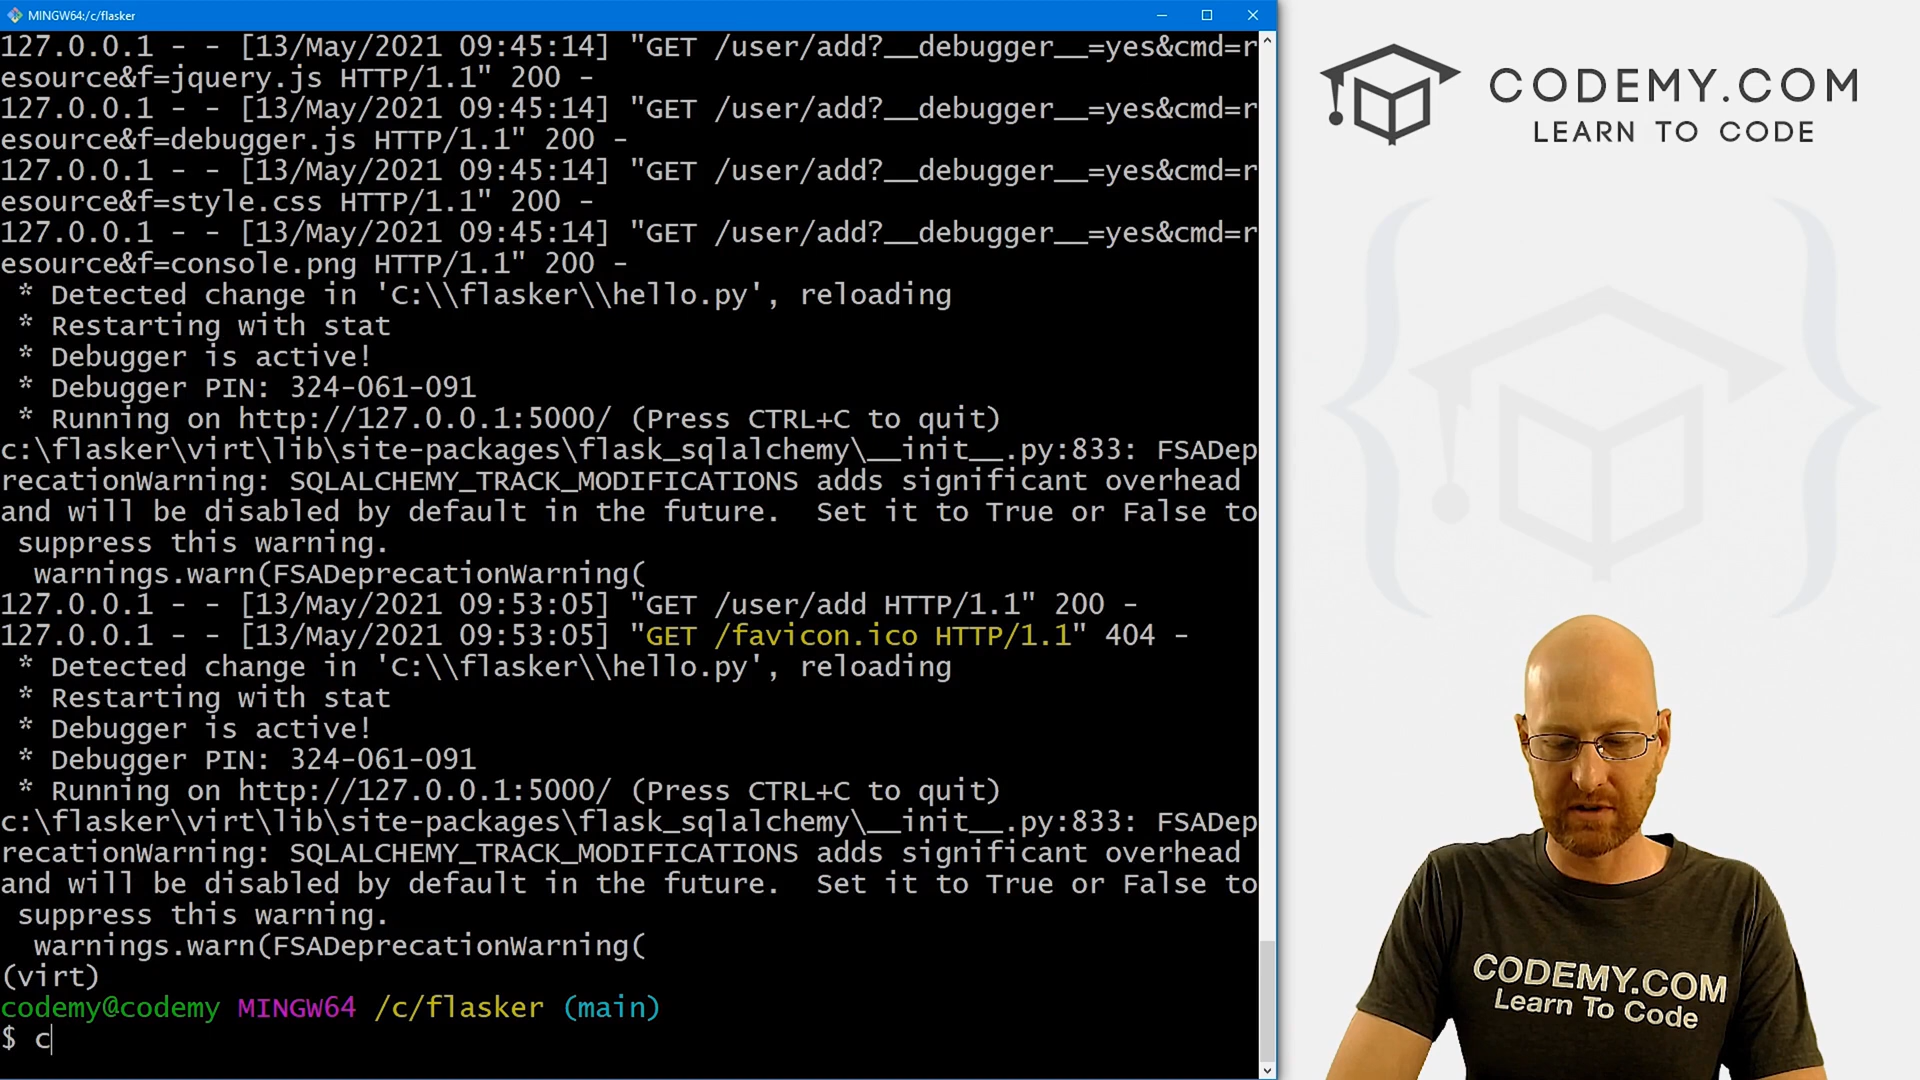 MINGW64:/c/flasker
127.0.0.1 - - [13/May/2021 09:45:14] "GET /user/add?__debugger__=yes&cmd=r
esource&f=jquery.js HTTP/1.1" 200 -
127.0.0.1 - - [13/May/2021 09:45:14] "GET /user/add?__debugger__=yes&cmd=r
esource&f=debugger.js HTTP/1.1" 200 -
127.0.0.1 - - [13/May/2021 09:45:14] "GET /user/add?__debugger__=yes&cmd=r
esource&f=style.css HTTP/1.1" 200 -
127.0.0.1 - - [13/May/2021 09:45:14] "GET /user/add?__debugger__=yes&cmd=r
esource&f=console.png HTTP/1.1" 200 -
 * Detected change in 'C:\\flasker\\hello.py', reloading
 * Restarting with stat
 * Debugger is active!
 * Debugger PIN: 324-061-091
 * Running on http://127.0.0.1:5000/ (Press CTRL+C to quit)
c:\flasker\virt\lib\site-packages\flask_sqlalchemy\__init__.py:833: FSADep
recationWarning: SQLALCHEMY_TRACK_MODIFICATIONS adds significant overhead
and will be disabled by default in the future.  Set it to True or False to
 suppress this warning.
  warnings.warn(FSADeprecationWarning(
127.0.0.1 - - [13/May/2021 09:53:05] "GET /user/add HTTP/1.1" 200 -
127.0.0.1 - - [13/May/2021 09:53:05] "GET /favicon.ico HTTP/1.1" 404 -
 * Detected change in 'C:\\flasker\\hello.py', reloading
 * Restarting with stat
 * Debugger is active!
 * Debugger PIN: 324-061-091
 * Running on http://127.0.0.1:5000/ (Press CTRL+C to quit)
c:\flasker\virt\lib\site-packages\flask_sqlalchemy\__init__.py:833: FSADep
recationWarning: SQLALCHEMY_TRACK_MODIFICATIONS adds significant overhead
and will be disabled by default in the future.  Set it to True or False to
 suppress this warning.
  warnings.warn(FSADeprecationWarning(
(virt)
codemy@codemy MINGW64 /c/flasker (main)
$ c
CODEMY.COM
LEARN TO CODE
CODEMY.COM
Learn To Code